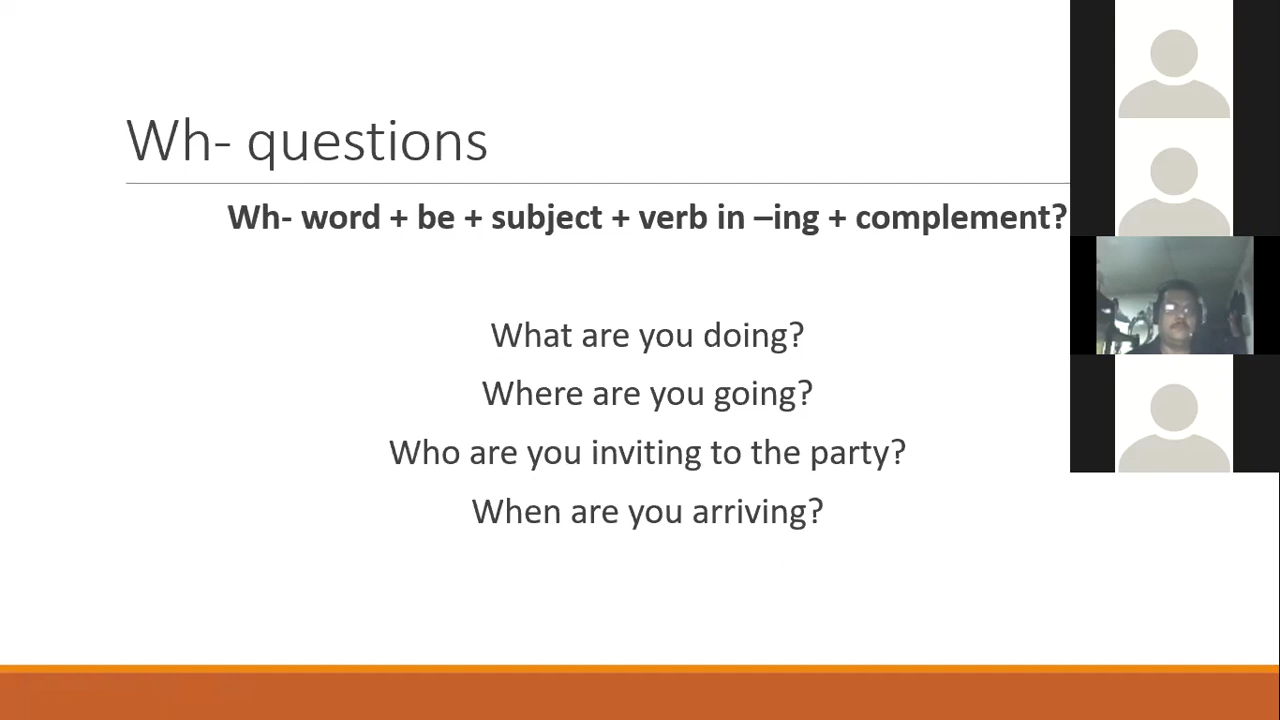 Wh- questions
Wh- word + be + subject + verb in –ing + complement?
What are you doing?
Where are you going?
Who are you inviting to the party?
When are you arriving?